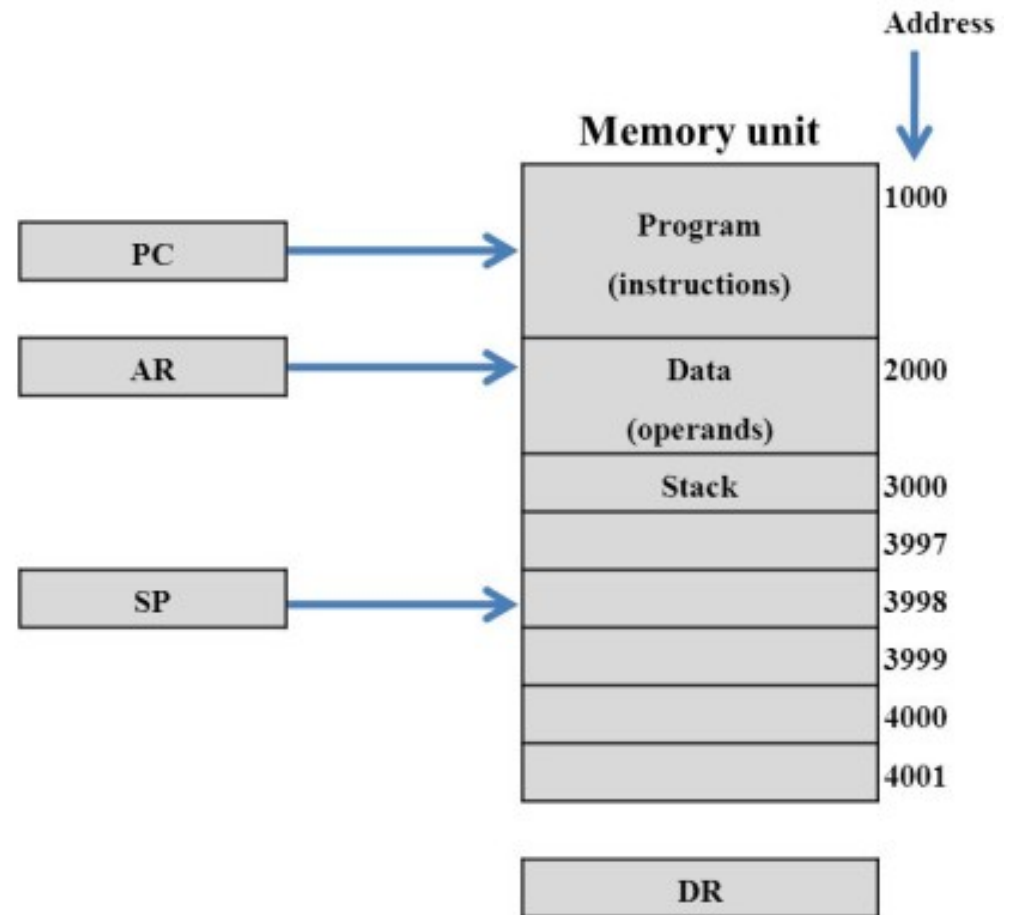 Address
Memory unit
1000
Program
(instructions)
PC
AR
Data
2000
(operands)
Stack
3000
3997
SP
3998
3999
4000
4001
DR